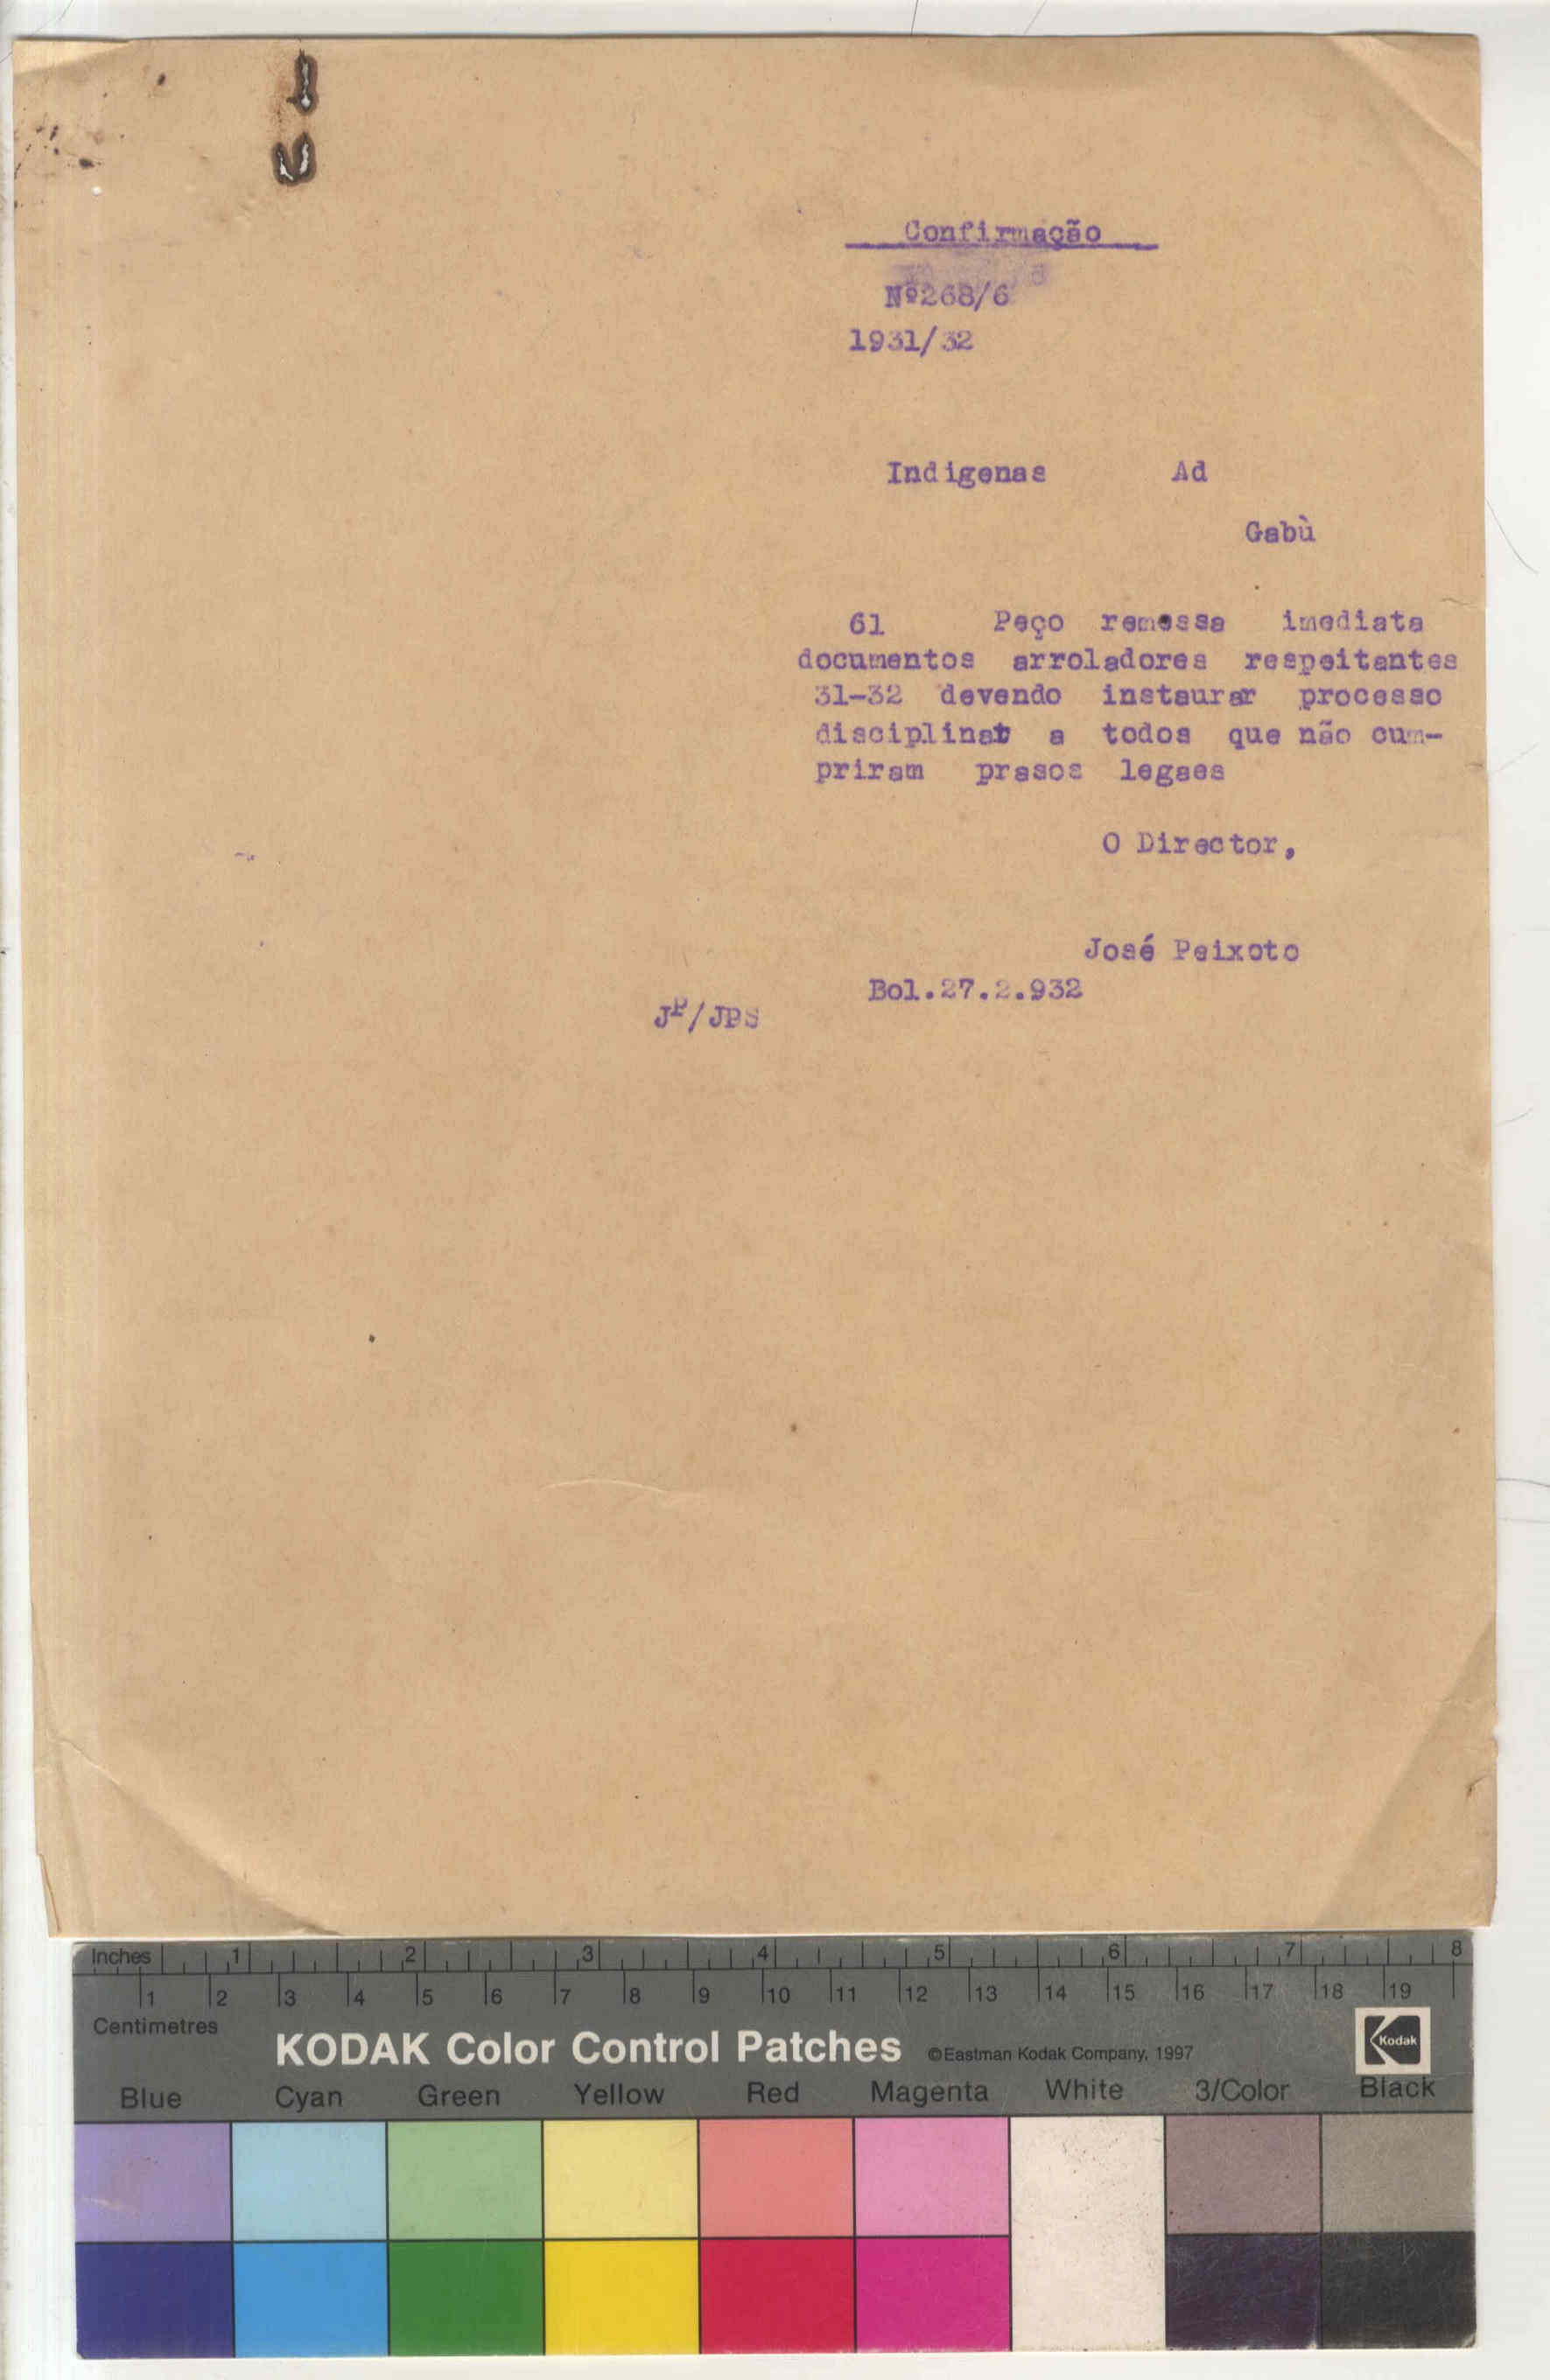 Confirmação
Nº268/6
1931/32
Indigenas Ad
Gabù
61 Peço remessa imediata
documentos arroladores respeitantes
31-32 devendo instaurar processo
disciplinar a todos que não cum-
priram prasos legaes
O Director,
José Peixoto
Bol.27.2.932
JP/JPS
Inches 1 2 3 4 5 6 7 8
1 2 3 4 5 6 7 8 9 10 11 12 13 14 15 16 17 18 19
Centimetres
KODAK Color Control Patches ©Eastman Kodak Company, 1997 Kodak
Blue Cyan Green Yellow Red Magenta White 3/Color Black